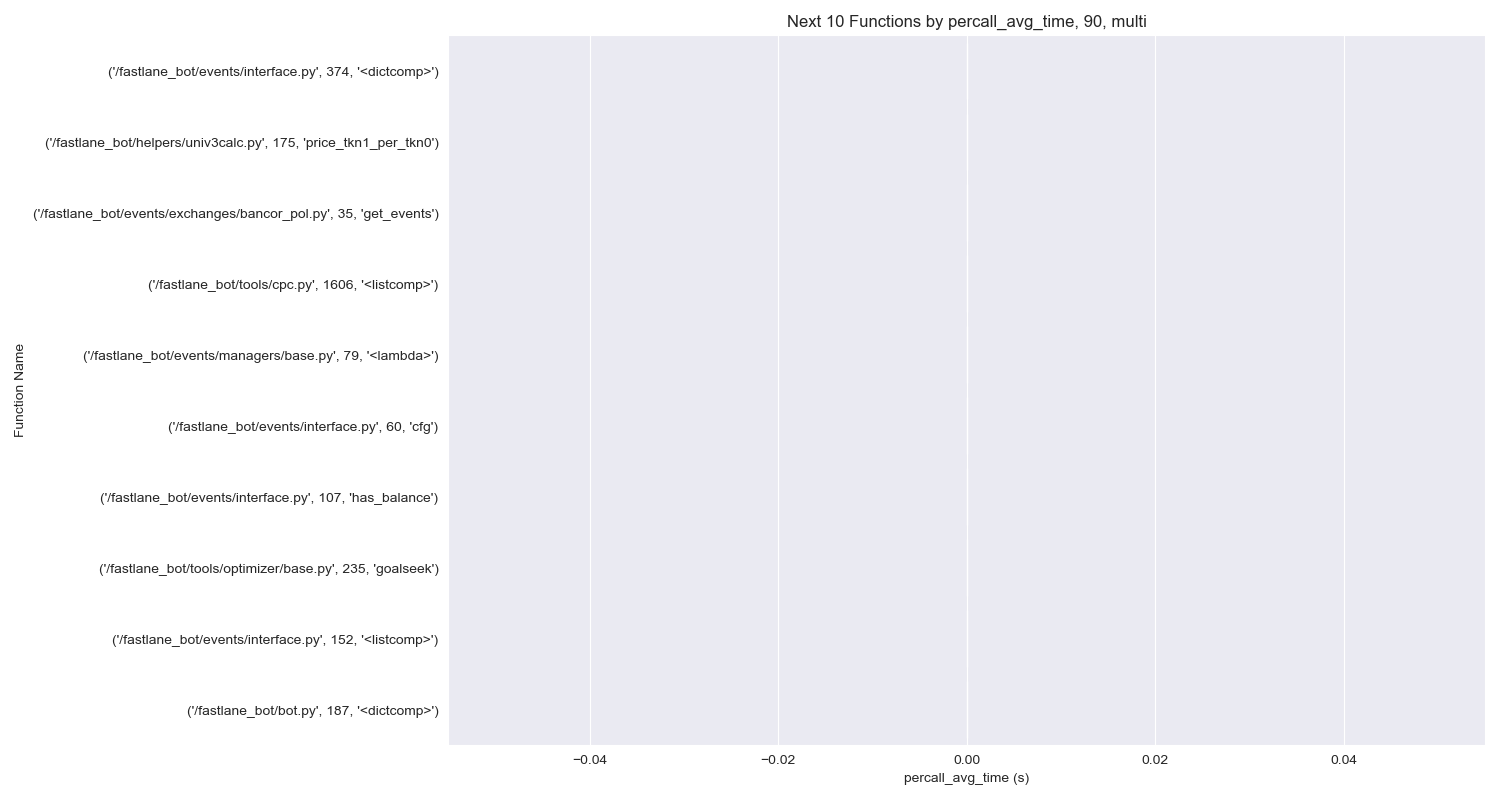 Next 10 Functions by percall_avg_time, 90, multi
('/fastlane_bot/events/interface.py', 374, '<dictcomp>')
('/fastlane_bot/helpers/univ3calc.py', 175, 'price_tkn1_per_tkn0')
('/fastlane_bot/events/exchanges/bancor_pol.py', 35, 'get_events')
('/fastlane_bot/tools/cpc.py', 1606, '<listcomp>')
('/fastlane_bot/events/managers/base.py', 79, '<lambda>')
('/fastlane_bot/events/interface.py', 60, 'cfg')
('/fastlane_bot/events/interface.py', 107, 'has_balance')
('/fastlane_bot/tools/optimizer/base.py', 235, 'goalseek')
('/fastlane_bot/events/interface.py', 152, '<listcomp>')
('/fastlane_bot/bot.py', 187, '<dictcomp>')
Function Name
−0.04 −0.02 0.00 0.02 0.04
percall_avg_time (s)